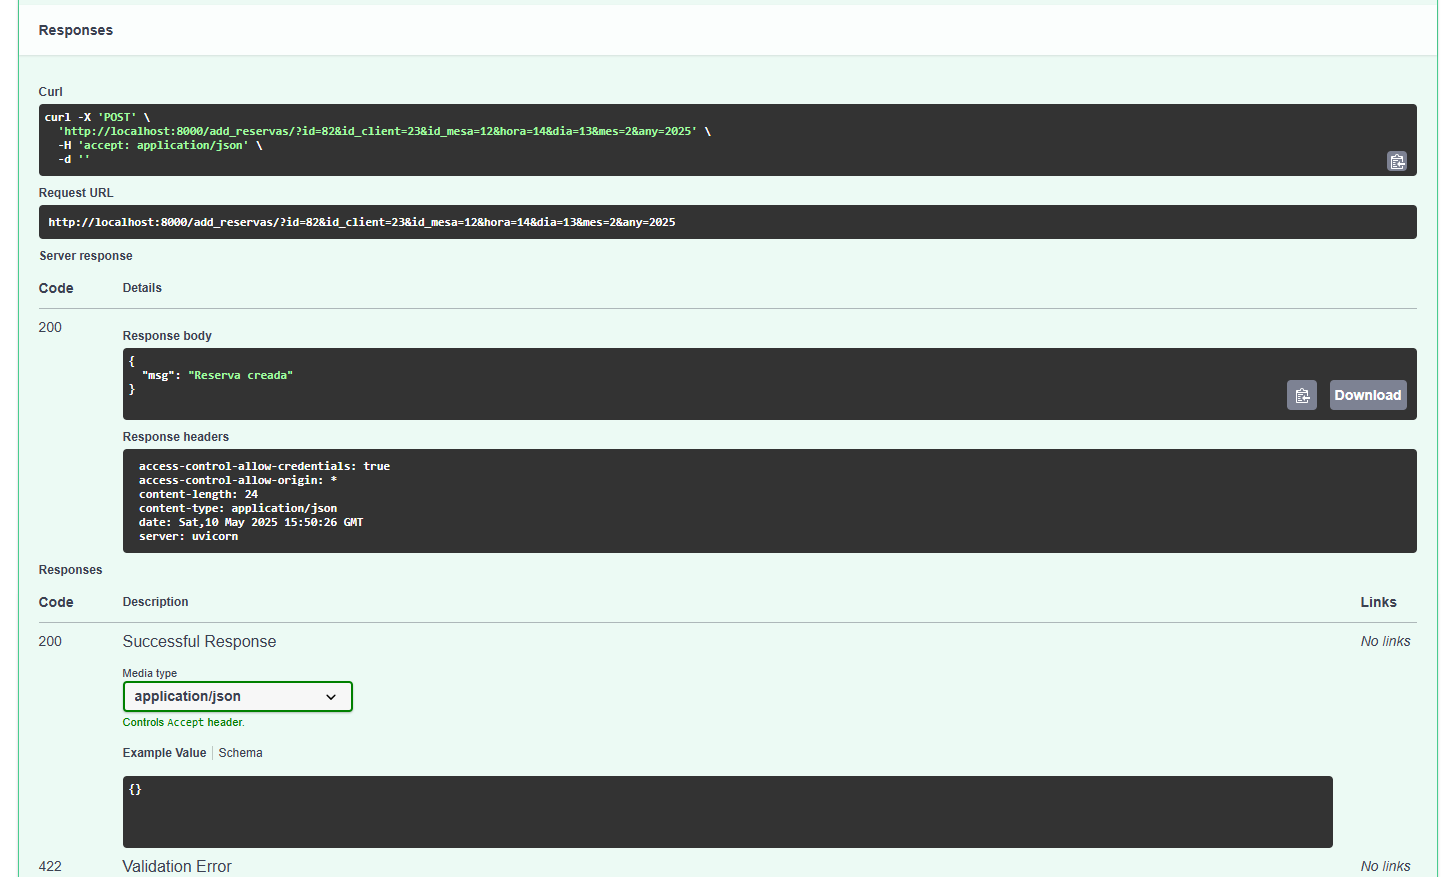 Responses
Curl
curl -X 'POST' \
'http://localhost:8000/add_reservas/?id=82&id_client=23&id_mesa=12&hora=14&dia=13&mes=2&any=2025' \
-H 'accept: application/json' \
-d ''
Request URL
http://localhost:8000/add_reservas/?id=82&id_client=23&id_mesa=12&hora=14&dia=13&mes=2&any=2025
Server response
Code Details
200
Response body
{
"msg": "Reserva creada"
}
Download
Response headers
access-control-allow-credentials: true
access-control-allow-origin: *
content-length: 24
content-type: application/json
date: Sat,10 May 2025 15:50:26 GMT
server: uvicorn
Responses
Code Description Links
200 Successful Response No links
Media type
application/json
Controls Accept header.
Example Value Schema
{}
422 Validation Error No links